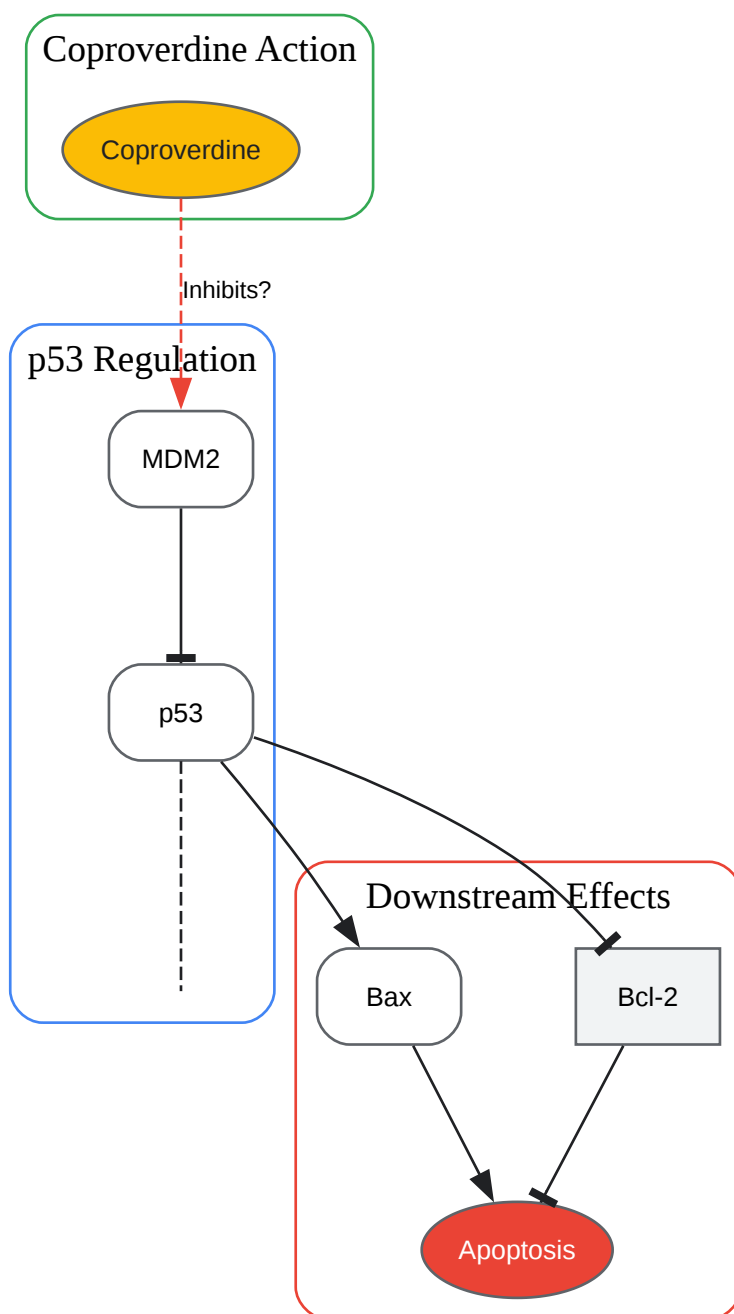 Coproverdine Action
Coproverdine
Inhibits?
p53 Regulation
MDM2
p53
Downstream Effects
Bax
Bcl-2
Apoptosis